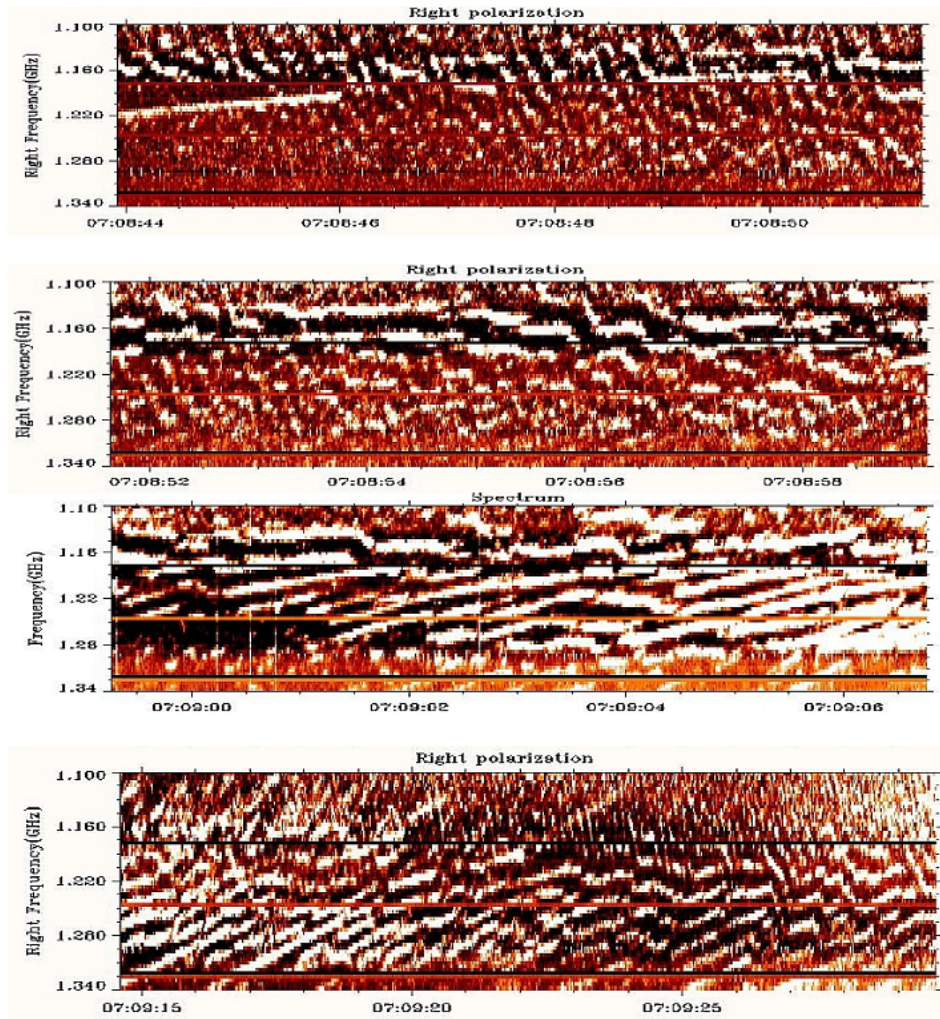 Right polarization
Right Frequency(GHz)
1.100
1.160
1.220
1.280
1.340
07:08:44 07:08:46 07:08:48 07:08:50
Right polarization
Right Frequency(GHz)
1.100
1.160
1.220
1.280
1.340
07:08:52 07:08:54 07:08:56 07:08:58
Spectrum
Frequency(GHz)
1.10
1.16
1.22
1.28
1.34
07:09:00 07:09:02 07:09:04 07:09:06
Right polarization
Right Frequency(GHz)
1.100
1.160
1.220
1.280
1.340
07:09:15 07:09:20 07:09:25